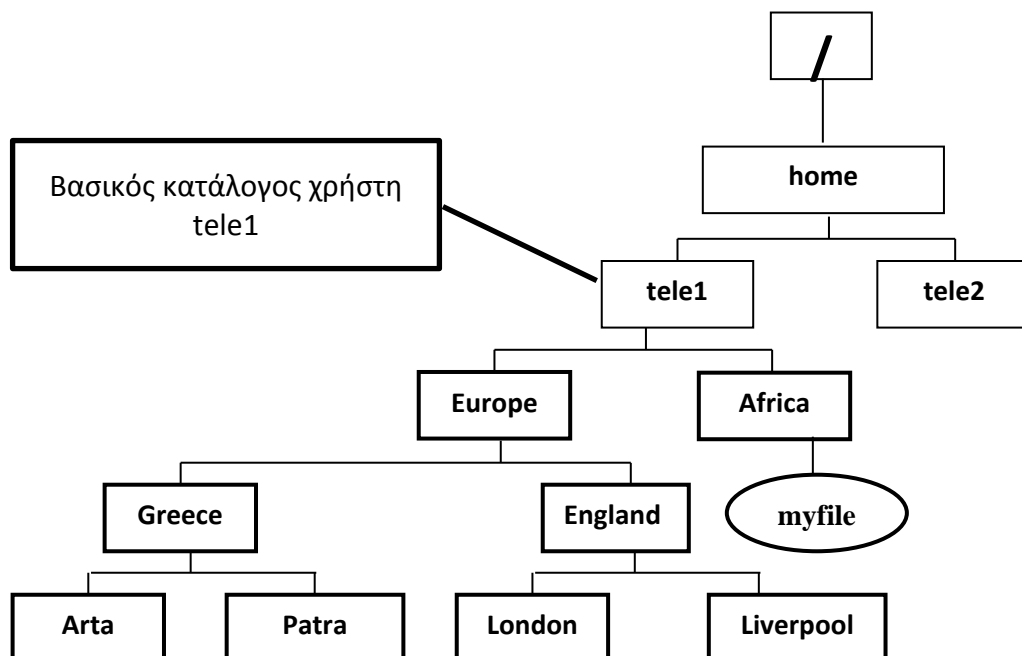 /
home
Βασικός κατάλογος χρήστη
tele1
tele1
tele2
Europe
Africa
Greece
England
myfile
Arta
Patra
London
Liverpool